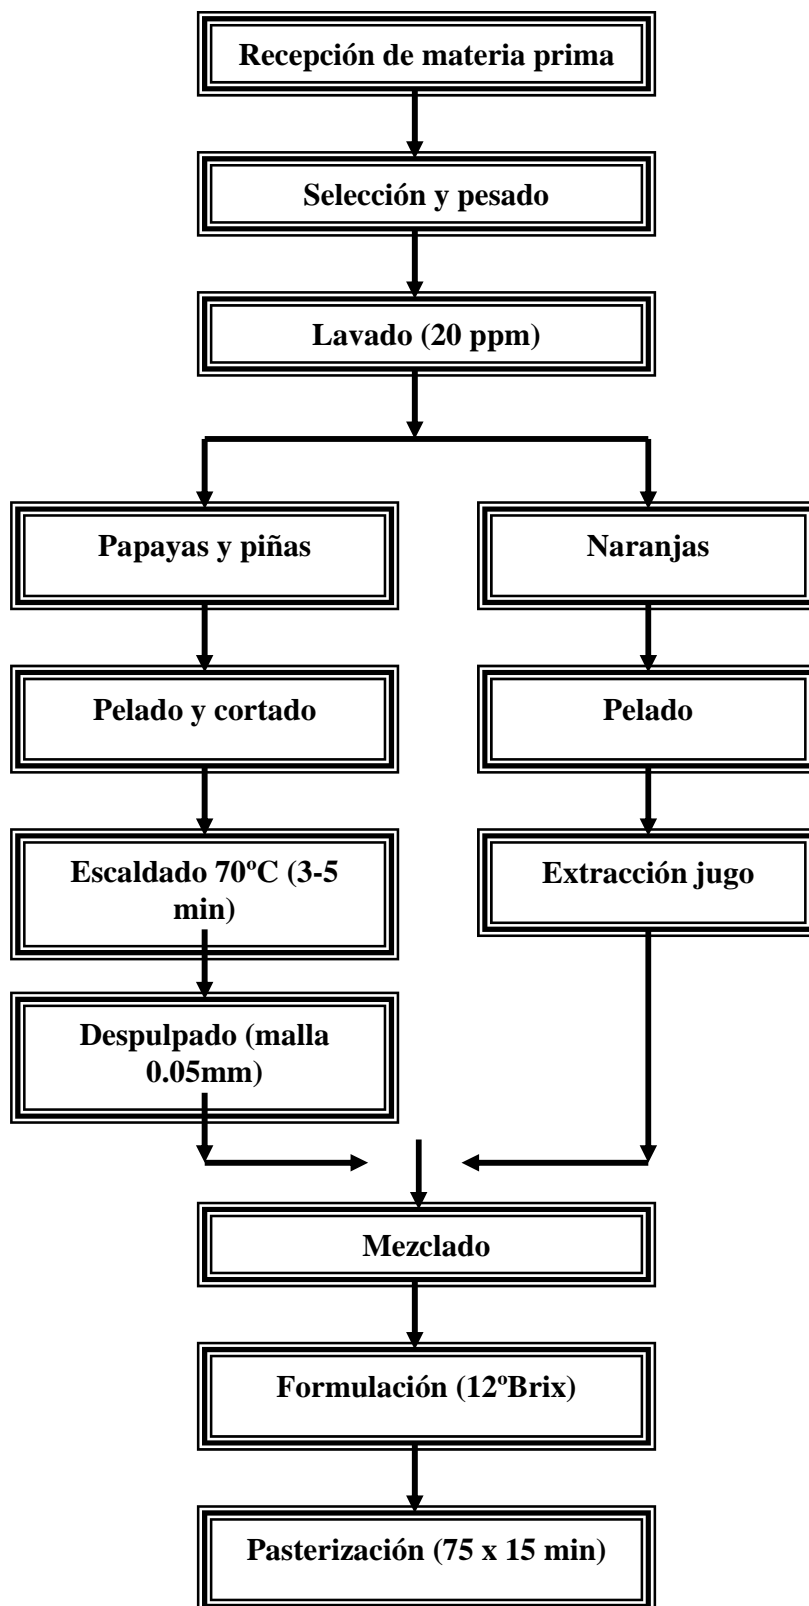 Recepción de materia prima
Selección y pesado
Lavado (20 ppm)
Papayas y piñas
Naranjas
Pelado y cortado
Pelado
Escaldado 70ºC (3-5
min)
Extracción jugo
Despulpado (malla
0.05mm)
Mezclado
Formulación (12ºBrix)
Pasterización (75 x 15 min)